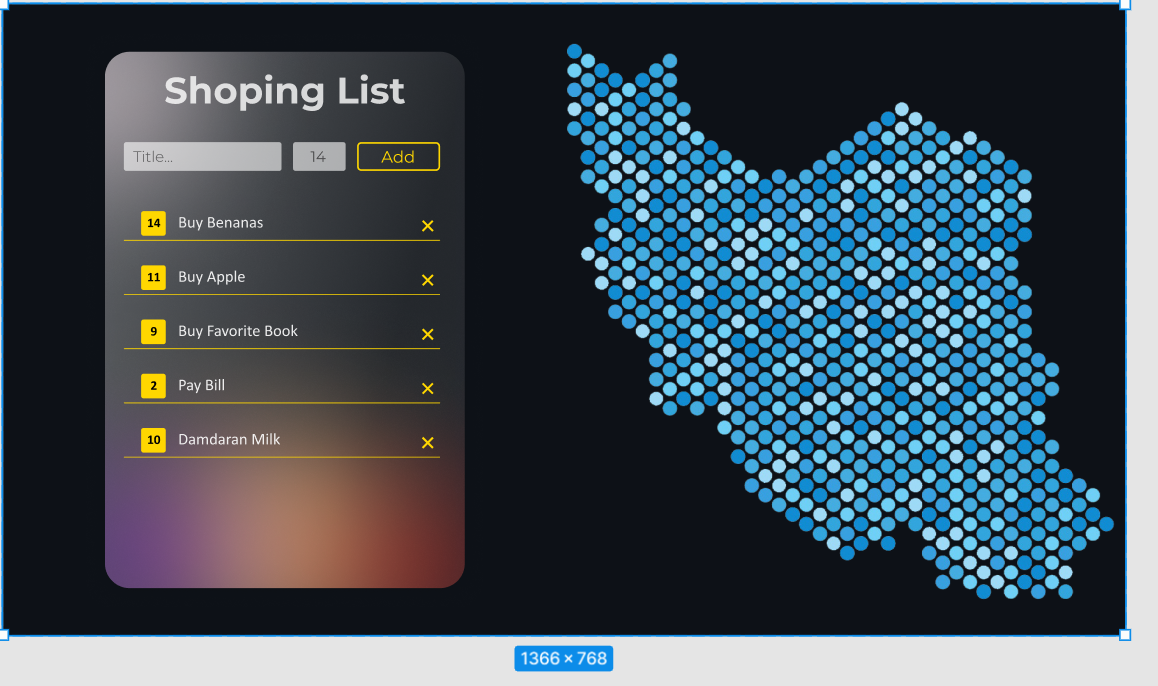 Shoping List
Title... 14 Add
14 Buy Benanas ×
11 Buy Apple ×
9 Buy Favorite Book ×
2 Pay Bill ×
10 Damdaran Milk ×
1366 × 768